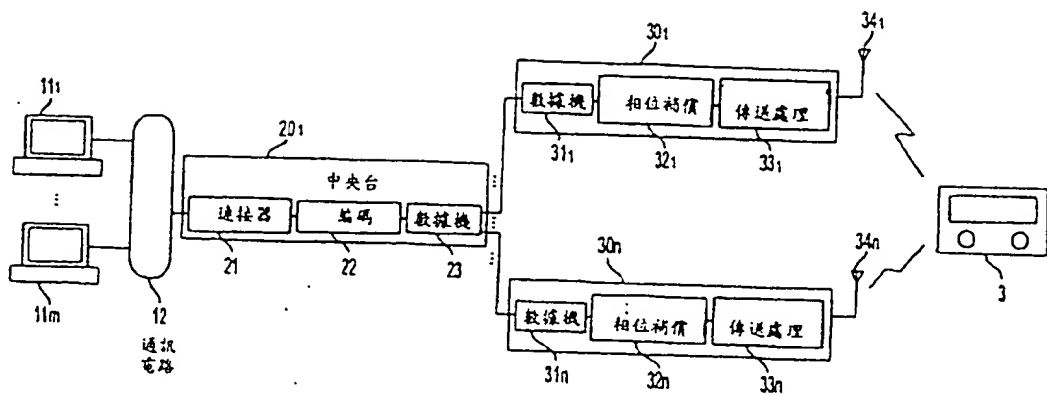 11₁
⋮
11m
12
通訊
電路
20₁
中央台
連接器
編碼
數據機
21
22
23
30₁
數據機
相位補償
傳送處理
31₁
32₁
33₁
34₁
30n
數據機
相位補償
傳送處理
31n
32n
33n
34n
3